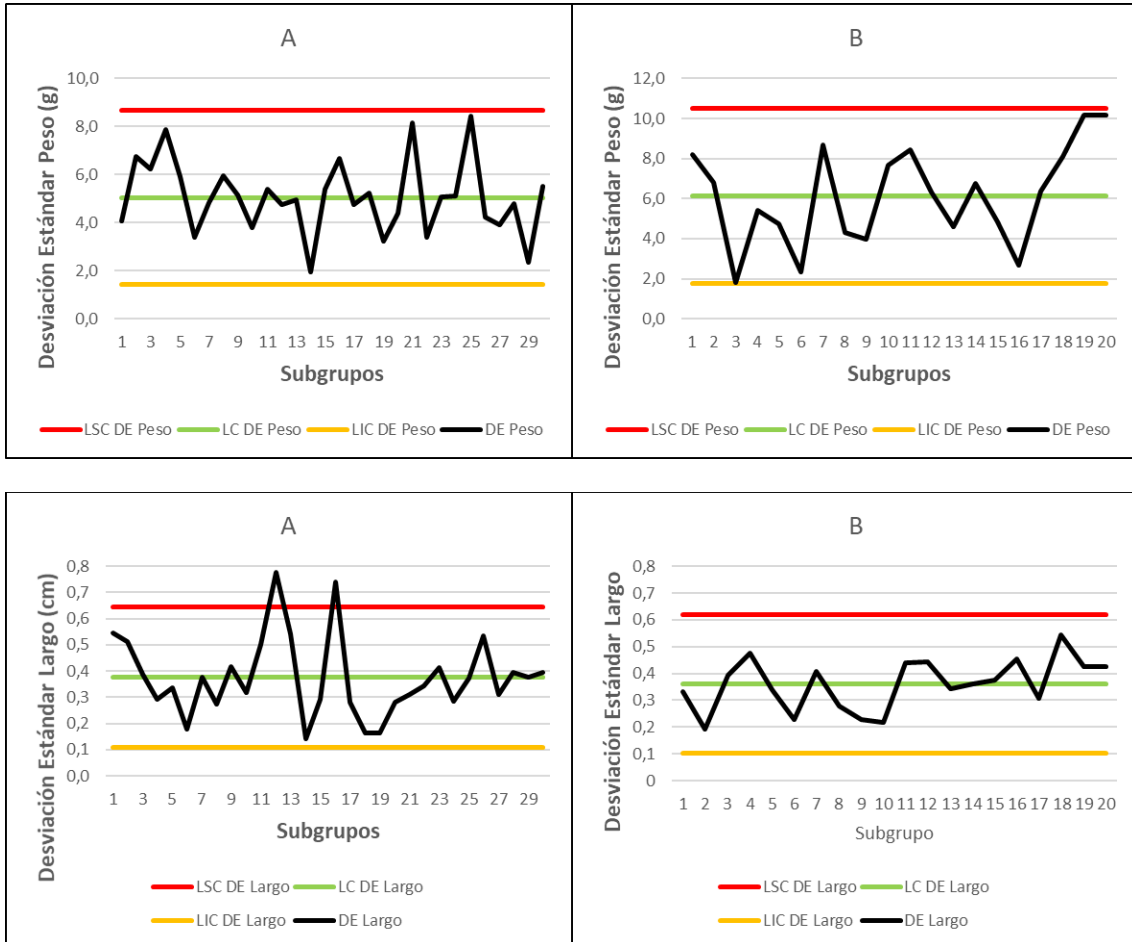 A
Desviación Estándar Peso (g)
10,0
8,0
6,0
4,0
2,0
0,0
1 3 5 7 9 11 13 15 17 19 21 23 25 27 29
Subgrupos
LSC DE Peso LC DE Peso LIC DE Peso DE Peso
B
Desviación Estándar Peso (g)
12,0
10,0
8,0
6,0
4,0
2,0
0,0
1 2 3 4 5 6 7 8 9 10 11 12 13 14 15 16 17 18 19 20
Subgrupos
LSC DE Peso LC DE Peso LIC DE Peso DE Peso
A
Desviación Estándar Largo (cm)
0,8
0,7
0,6
0,5
0,4
0,3
0,2
0,1
0,0
1 3 5 7 9 11 13 15 17 19 21 23 25 27 29
Subgrupos
LSC DE Largo LC DE Largo
LIC DE Largo DE Largo
B
Desviación Estándar Largo
0,8
0,7
0,6
0,5
0,4
0,3
0,2
0,1
0
1 2 3 4 5 6 7 8 9 10 11 12 13 14 15 16 17 18 19 20
Subgrupo
LSC DE Largo LC DE Largo
LIC DE Largo DE Largo